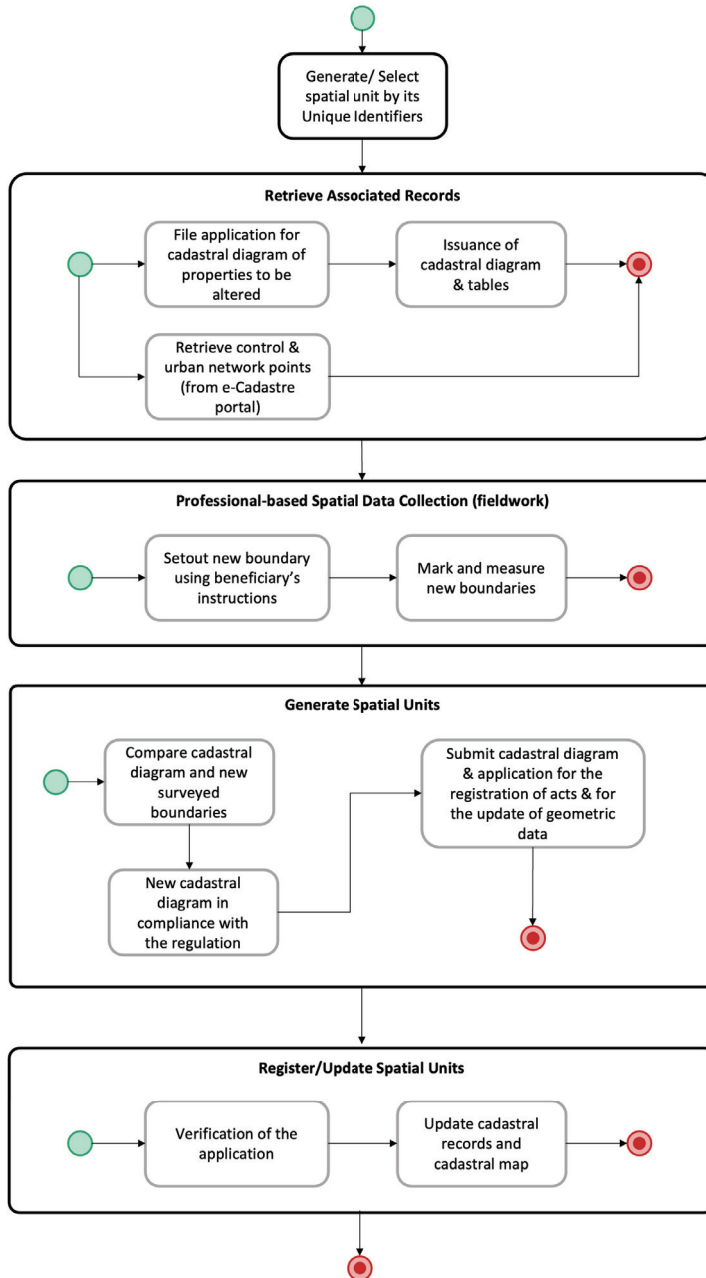 Generate/ Select
spatial unit by its
Unique Identifiers
Retrieve Associated Records
File application for
cadastral diagram of
properties to be
altered
Issuance of
cadastral diagram
& tables
Retrieve control &
urban network points
(from e-Cadastre
portal)
Professional-based Spatial Data Collection (fieldwork)
Setout new boundary
using beneficiary's
instructions
Mark and measure
new boundaries
Generate Spatial Units
Compare cadastral
diagram and new
surveyed
boundaries
Submit cadastral diagram
& application for the
registration of acts & for
the update of geometric
data
New cadastral
diagram in
compliance with
the regulation
Register/Update Spatial Units
Verification of the
application
Update cadastral
records and
cadastral map